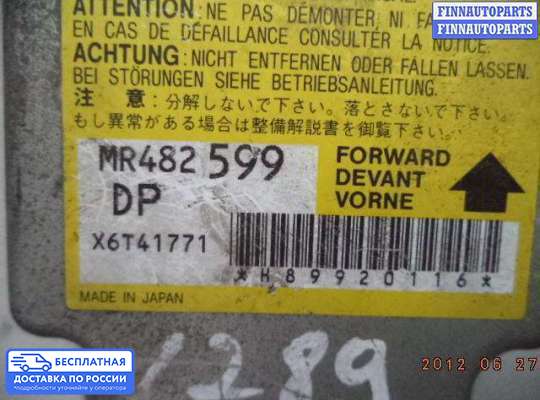 FINNAUTOPARTS
FINNAUTOPARTS
ATTENTION: NE PAS DÉMONTER, NI FA
EN CAS DE DÉFAILLANCE CONSULTER LA NOTICE.
ACHTUNG: NICHT ENTFERNEN ODER FALLEN LASSEN.
BEI STÖRUNGEN SIEHE BETRIEBSANLEITUNG.
注 意：分解しないで下さい。落とさないで下さい。
もし異常がある場合は整備解説書を御覧下さい。
MR482 599
DP
X6T41771
FORWARD
DEVANT
VORNE
*H89920116*
MADE IN JAPAN
1289
2012 06 27
БЕСПЛАТНАЯ
ДОСТАВКА ПО РОССИИ
подробности уточняйте у оператора